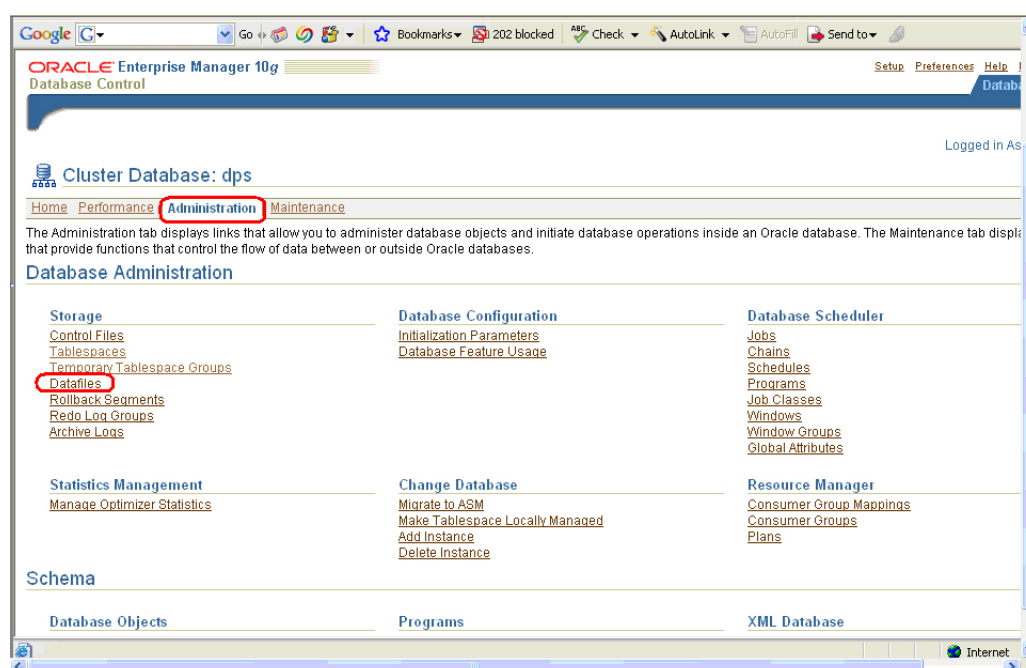 Google G Go Bookmarks 202 blocked ABC Check AutoLink AutoFill Send to
ORACLE Enterprise Manager 10g
Database Control
Setup Preferences Help
Databa
Logged in As
Cluster Database: dps
Home Performance Administration Maintenance
The Administration tab displays links that allow you to administer database objects and initiate database operations inside an Oracle database. The Maintenance tab displa
that provide functions that control the flow of data between or outside Oracle databases.
Database Administration
Storage
Control Files
Tablespaces
Temporary Tablespace Groups
Datafiles
Rollback Segments
Redo Log Groups
Archive Logs
Database Configuration
Initialization Parameters
Database Feature Usage
Database Scheduler
Jobs
Chains
Schedules
Programs
Job Classes
Windows
Window Groups
Global Attributes
Statistics Management
Manage Optimizer Statistics
Change Database
Migrate to ASM
Make Tablespace Locally Managed
Add Instance
Delete Instance
Resource Manager
Consumer Group Mappings
Consumer Groups
Plans
Schema
Database Objects
Programs
XML Database
Internet